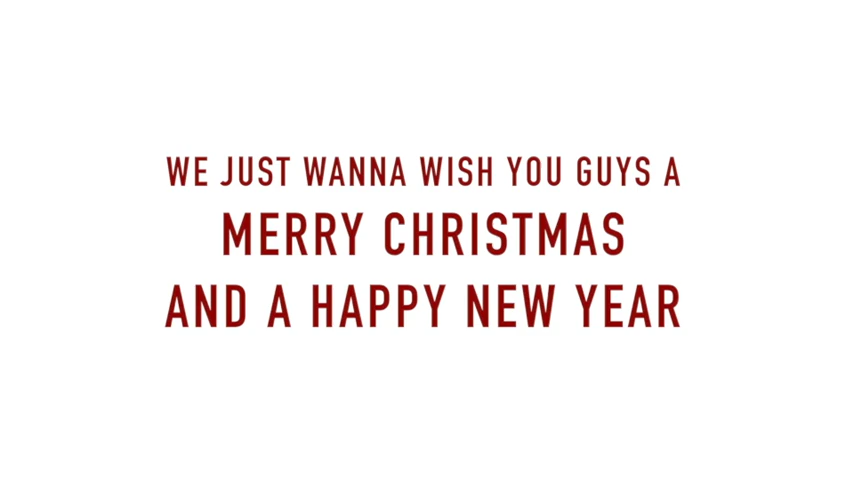 WE JUST WANNA WISH YOU GUYS A
MERRY CHRISTMAS
AND A HAPPY NEW YEAR